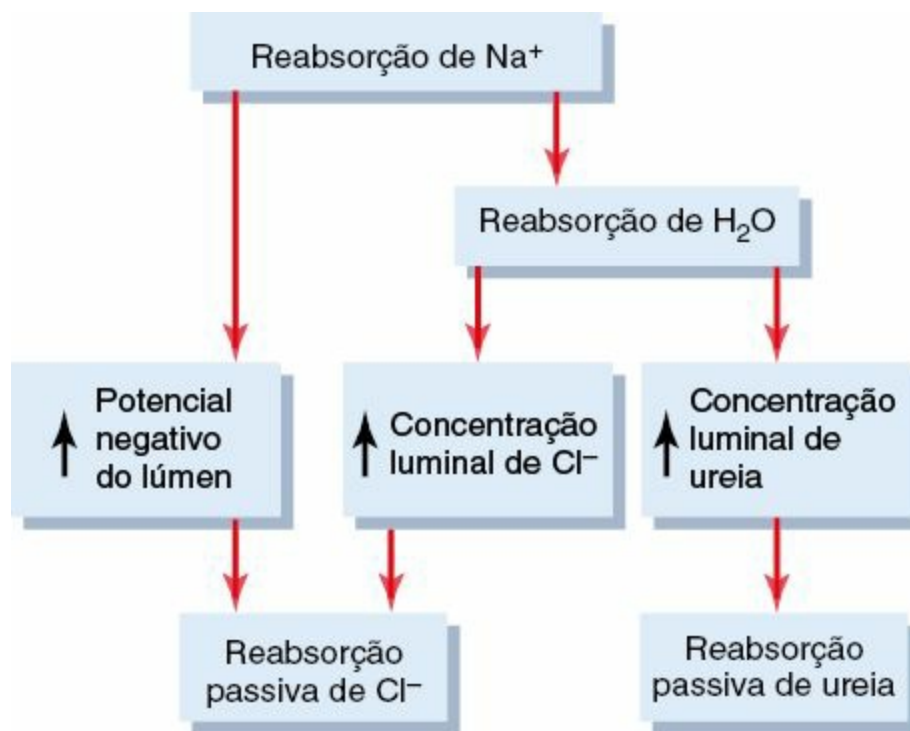 Reabsorção de Na⁺
Reabsorção de H₂O
Potencial
negativo
do lúmen
Concentração
luminal de Cl⁻
Concentração
luminal de
ureia
Reabsorção
passiva de Cl⁻
Reabsorção
passiva de ureia